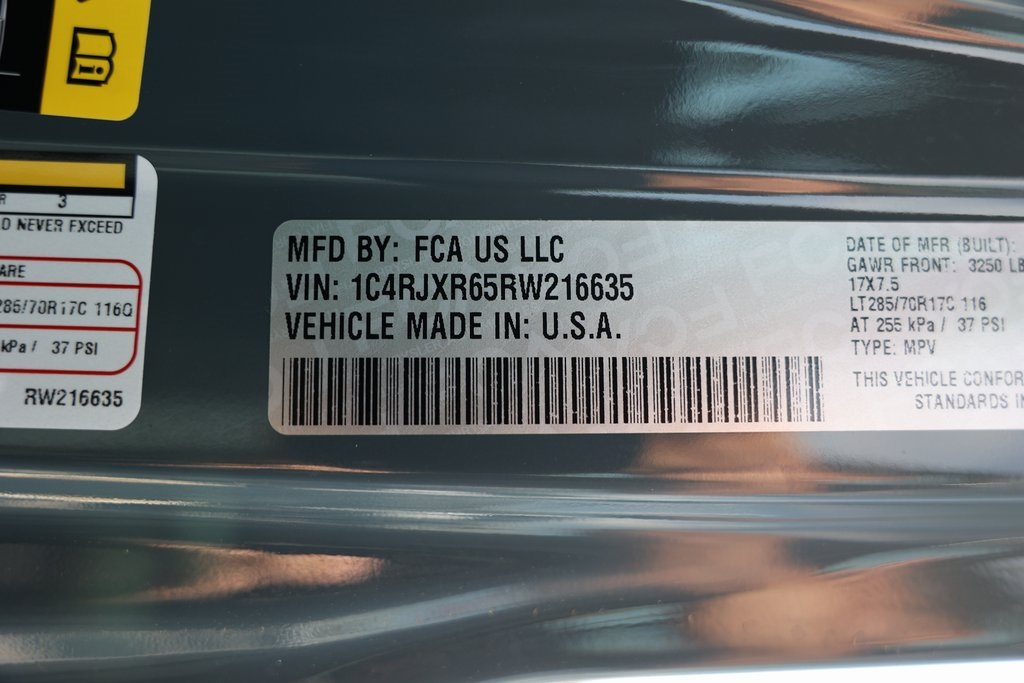 R 3
D NEVER EXCEED
ARE
285/70R17C 116Q
kPa / 37 PSI
RW216635
MFD BY: FCA US LLC
VIN: 1C4RJXR65RW216635
VEHICLE MADE IN: U.S.A.
DATE OF MFR (BUILT):
GAWR FRONT: 3250 LB
17X7.5
LT285/70R17C 116
AT 255 kPa / 37 PSI
TYPE: MPV
THIS VEHICLE CONFOR
STANDARDS IN